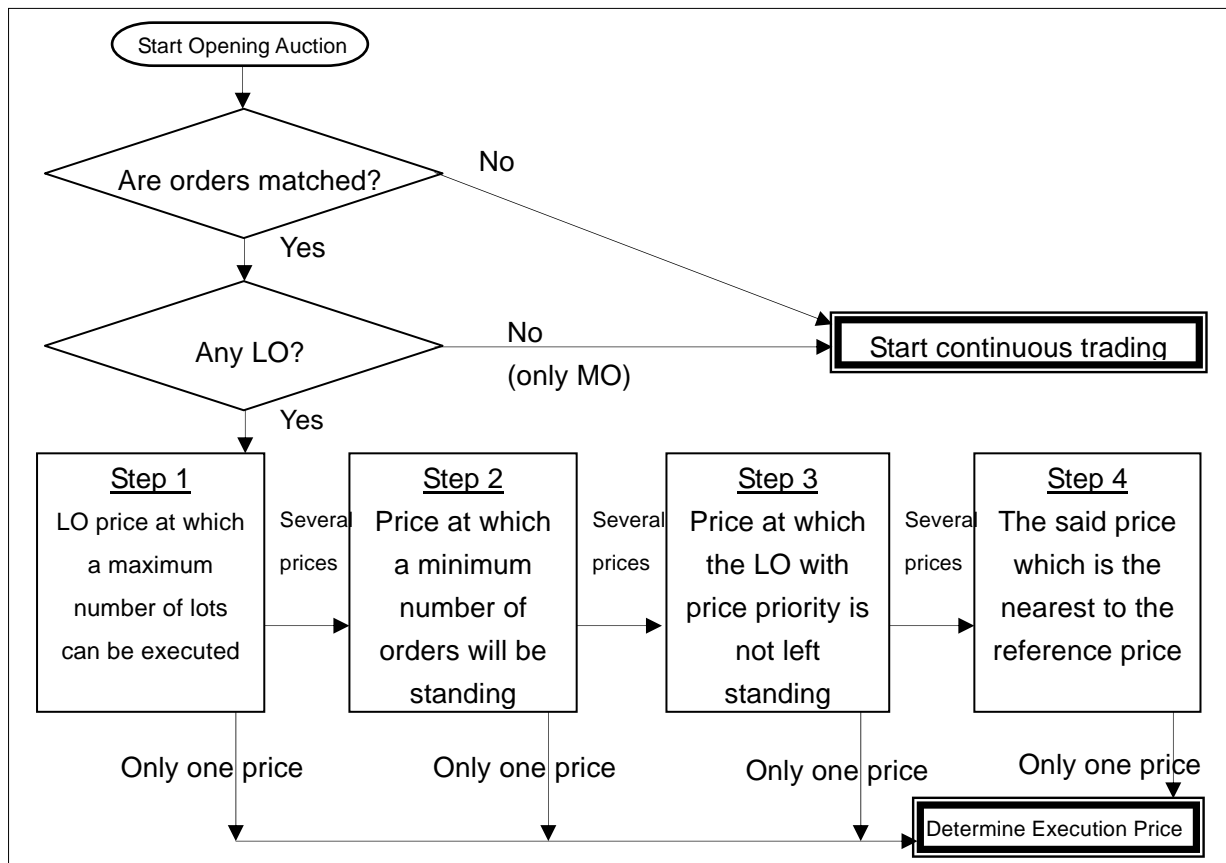 Start Opening Auction
Are orders matched?
No
Yes
Any LO?
No
(only MO)
Start continuous trading
Yes
Step 1
LO price at which
a maximum
number of lots
can be executed
Several
prices
Step 2
Price at which
a minimum
number of
orders will be
standing
Several
prices
Step 3
Price at which
the LO with
price priority is
not left
standing
Several
prices
Step 4
The said price
which is the
nearest to the
reference price
Only one price
Only one price
Only one price
Only one price
Determine Execution Price